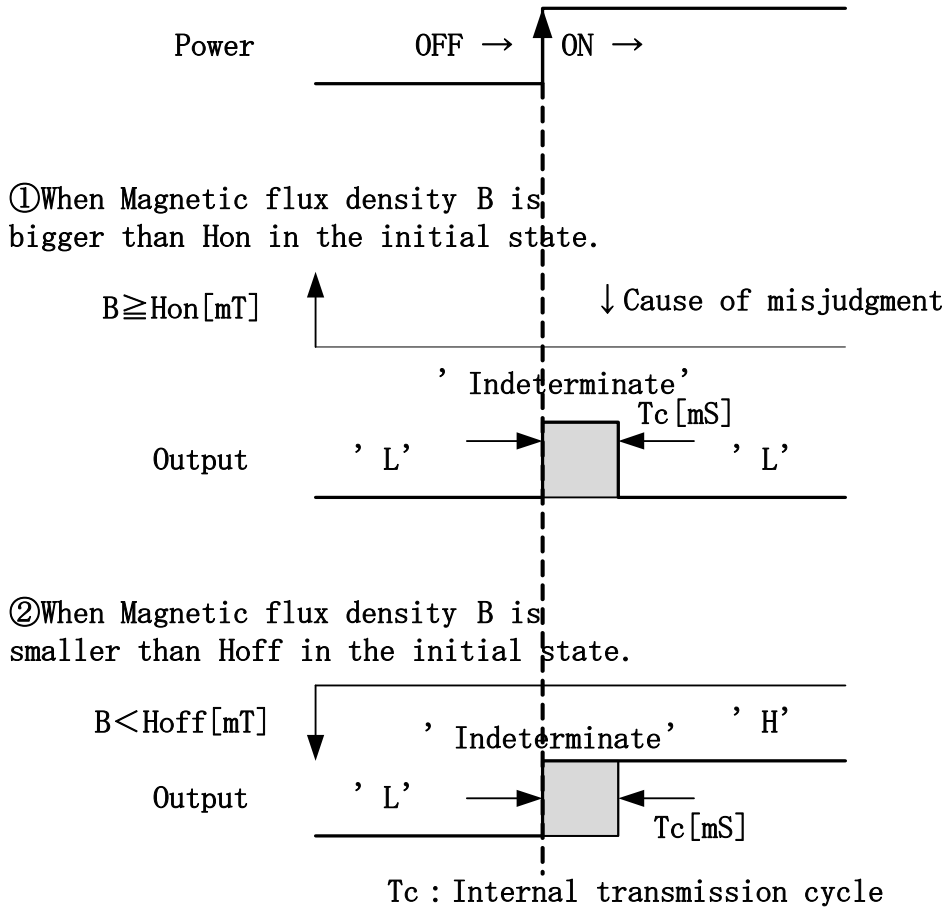 Power OFF → ON →
①When Magnetic flux density B is
bigger than Hon in the initial state.
B≧Hon[mT] ↓Cause of misjudgment
’Indeterminate’
Tc[mS]
Output ’L’ ’L’
②When Magnetic flux density B is
smaller than Hoff in the initial state.
B＜Hoff[mT] ’Indeterminate’ ’H’
Output ’L’
Tc[mS]
Tc：Internal transmission cycle